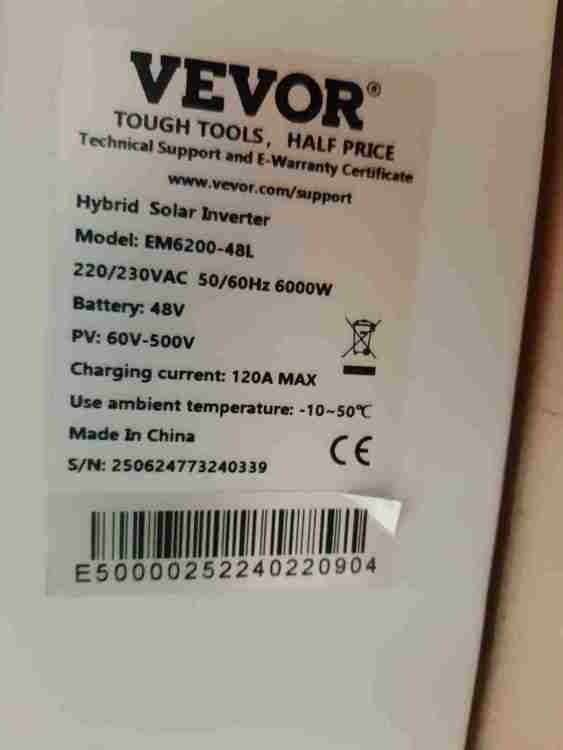 VEVOR®
TOUGH TOOLS, HALF PRICE
Technical Support and E-Warranty Certificate
www.vevor.com/support
Hybrid Solar Inverter
Model: EM6200-48L
220/230VAC 50/60Hz 6000W
Battery: 48V
PV: 60V-500V
Charging current: 120A MAX
Use ambient temperature: -10~50℃
Made In China
CE
S/N: 250624773240339
E50000252240220904